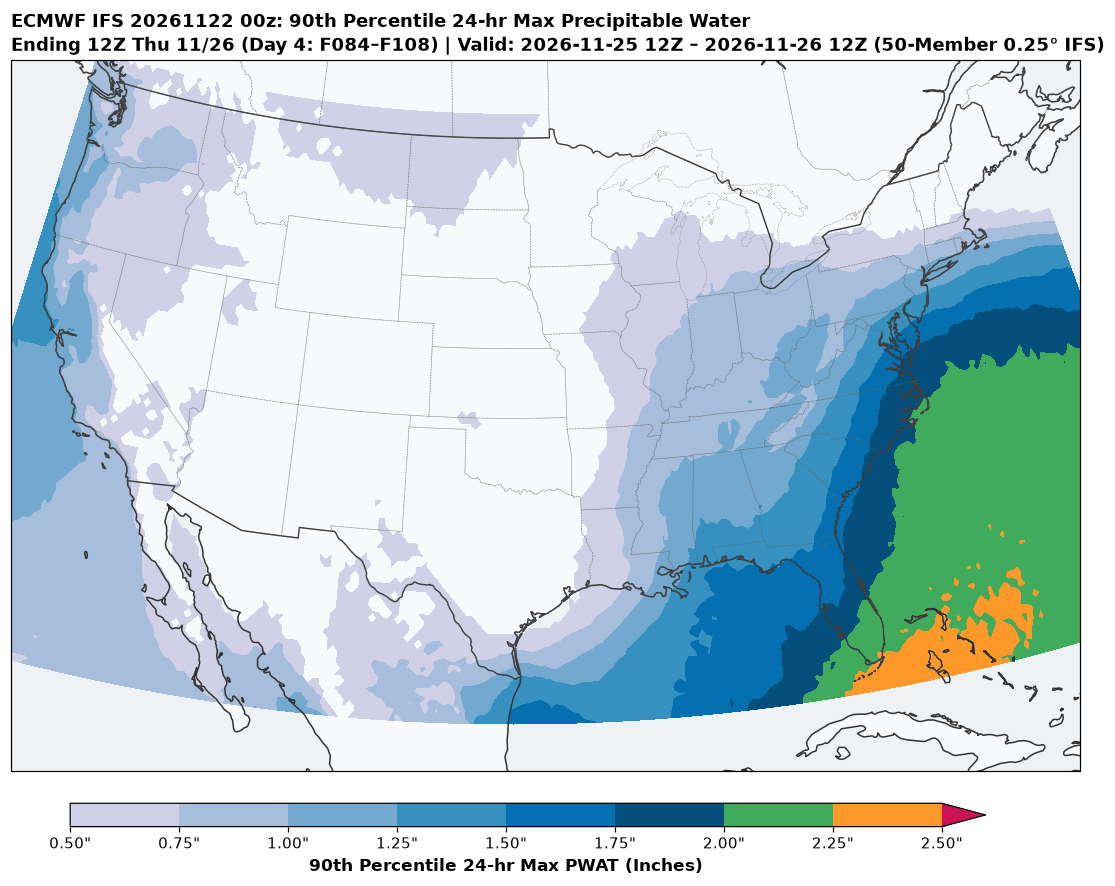 ECMWF IFS 20261122 00z: 90th Percentile 24-hr Max Precipitable Water
Ending 12Z Thu 11/26 (Day 4: F084–F108) | Valid: 2026-11-25 12Z – 2026-11-26 12Z (50-Member 0.25° IFS)
0.50" 0.75" 1.00" 1.25" 1.50" 1.75" 2.00" 2.25" 2.50"
90th Percentile 24-hr Max PWAT (Inches)